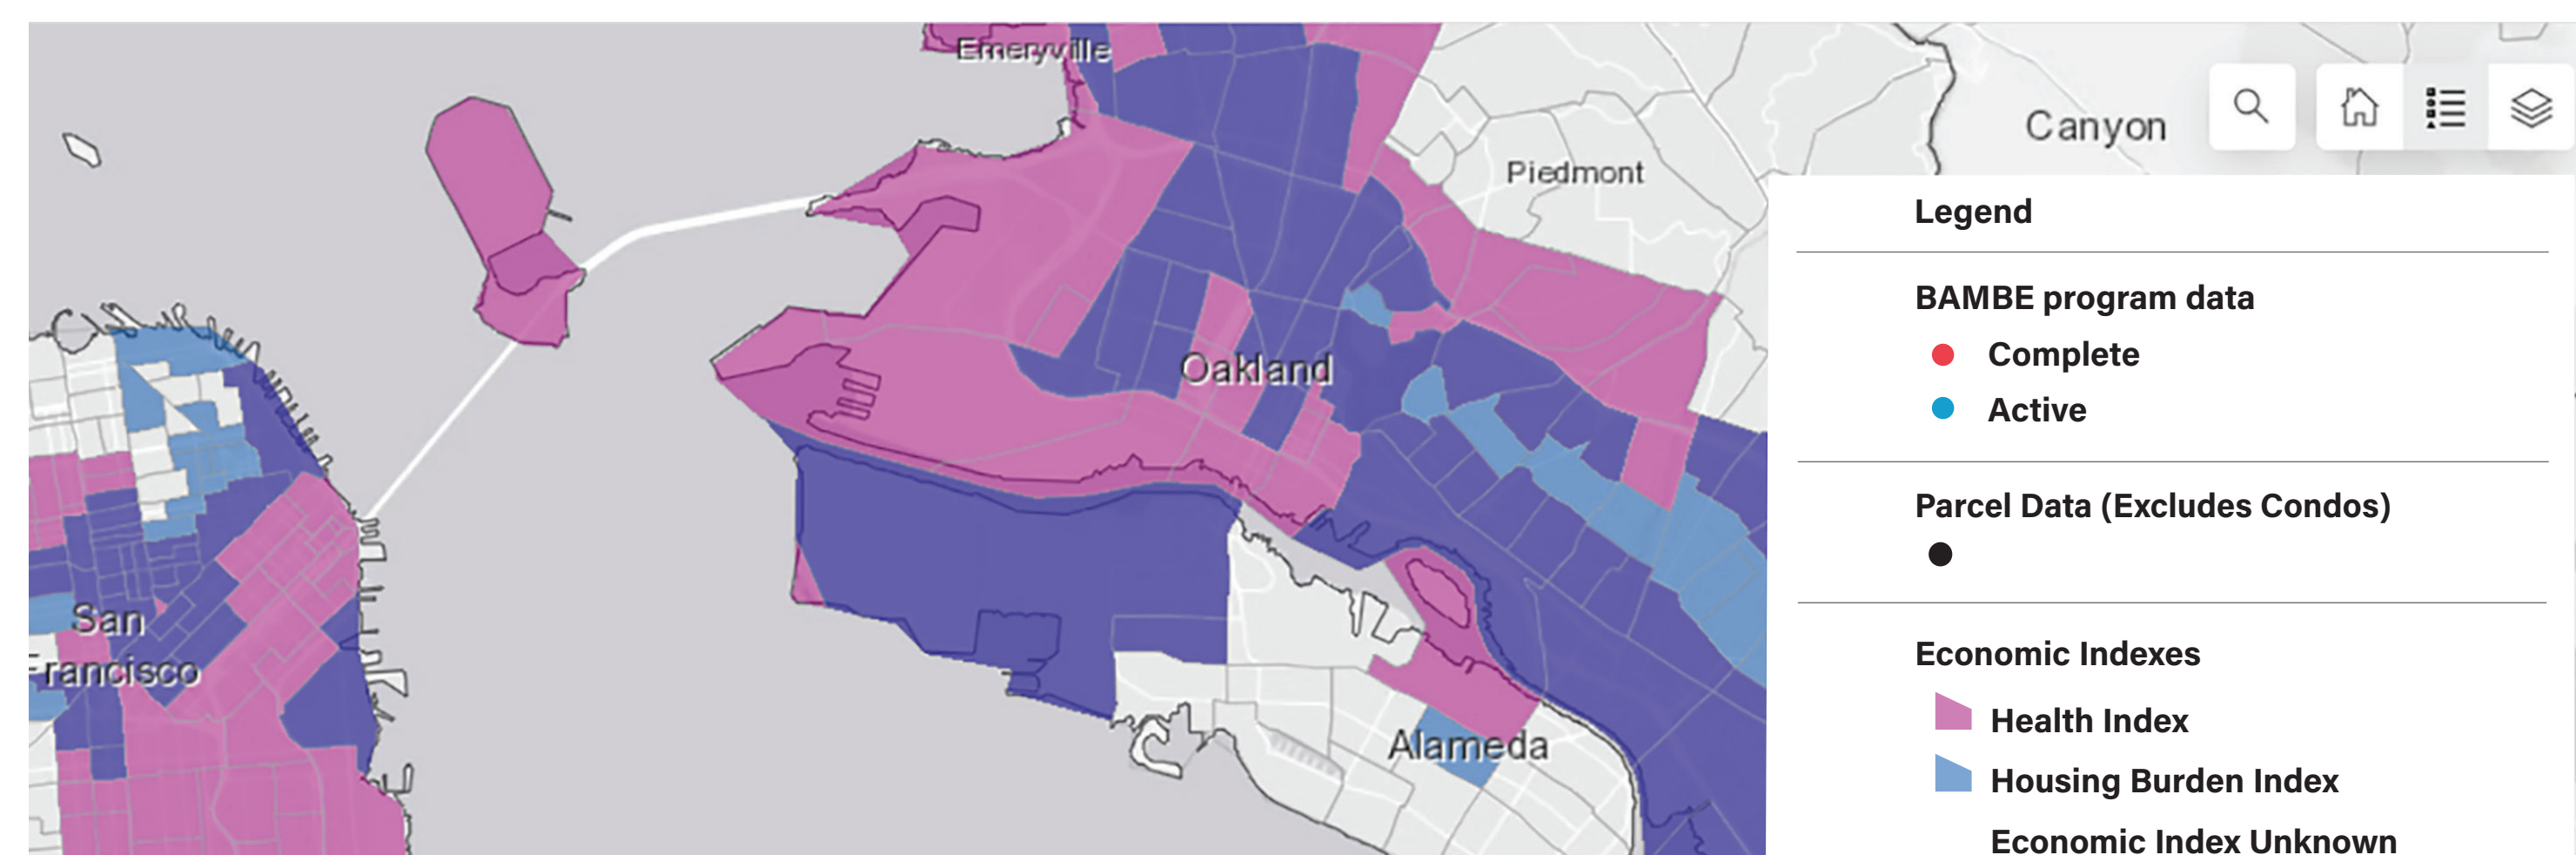 Emeryville
Canyon
Piedmont
Oakland
San
Francisco
Alameda
Legend
BAMBE program data
Complete
Active
Parcel Data (Excludes Condos)
Economic Indexes
Health Index
Housing Burden Index
Economic Index Unknown